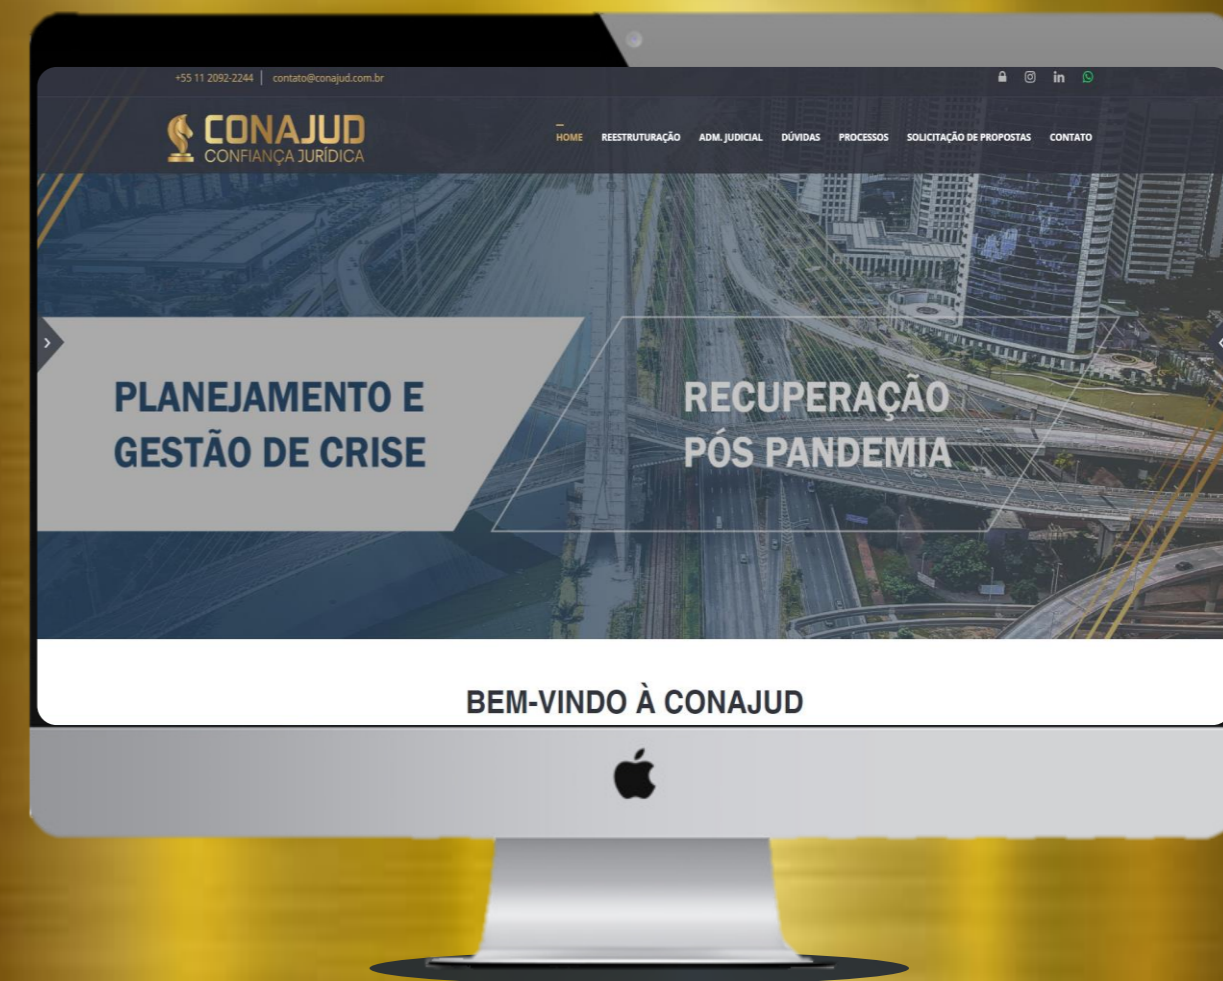 +55 11 2092-2244 | contato@conajud.com.br
CONAJUD
CONFIANÇA JURÍDICA
HOME REESTRUTURAÇÃO ADM. JUDICIAL DÚVIDAS PROCESSOS SOLICITAÇÃO DE PROPOSTAS CONTATO
PLANEJAMENTO E
GESTÃO DE CRISE
RECUPERAÇÃO
PÓS PANDEMIA
BEM-VINDO À CONAJUD